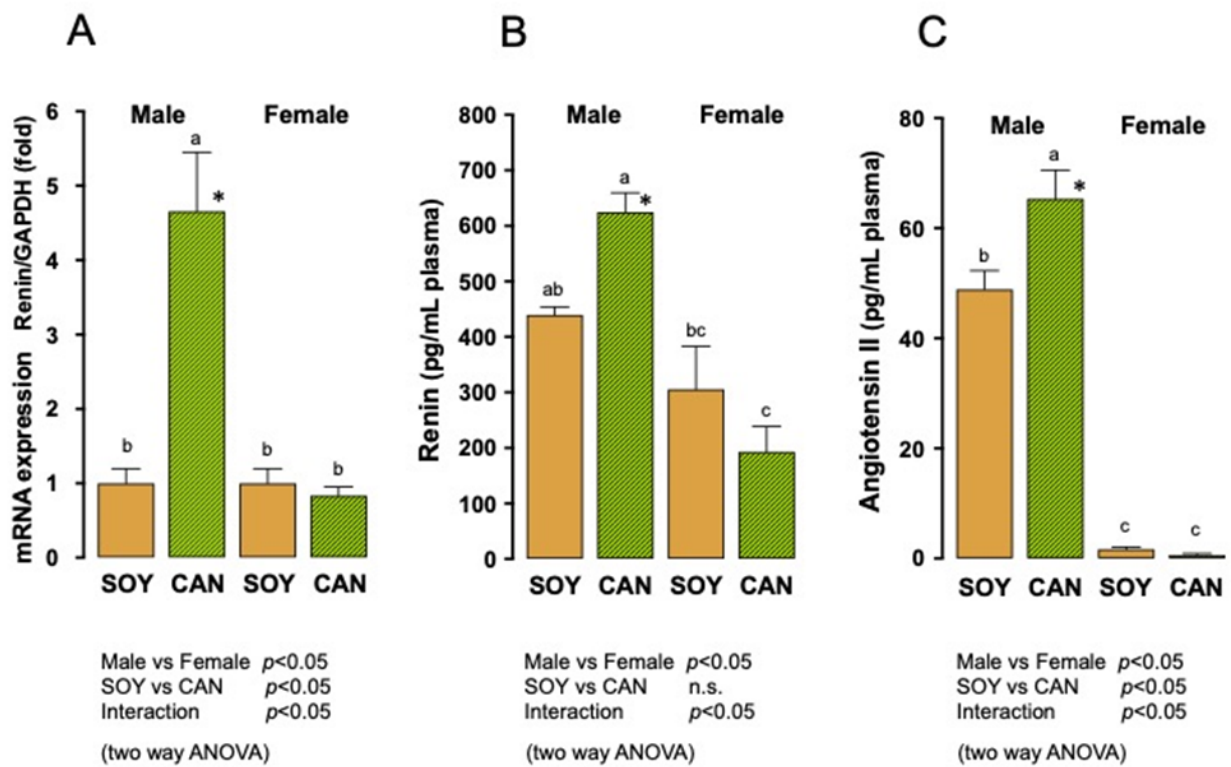 A
mRNA expression Renin/GAPDH (fold)
6
5
4
3
2
1
0
Male Female
a
*
b
b
b
SOY CAN SOY CAN
Male vs Female p<0.05
SOY vs CAN p<0.05
Interaction p<0.05
(two way ANOVA)
B
Renin (pg/mL plasma)
800
700
600
500
400
300
200
100
0
Male Female
a
*
ab
bc
c
SOY CAN SOY CAN
Male vs Female p<0.05
SOY vs CAN n.s.
Interaction p<0.05
(two way ANOVA)
C
Angiotensin II (pg/mL plasma)
80
60
40
20
0
Male Female
a
*
b
c
c
SOY CAN SOY CAN
Male vs Female p<0.05
SOY vs CAN p<0.05
Interaction p<0.05
(two way ANOVA)